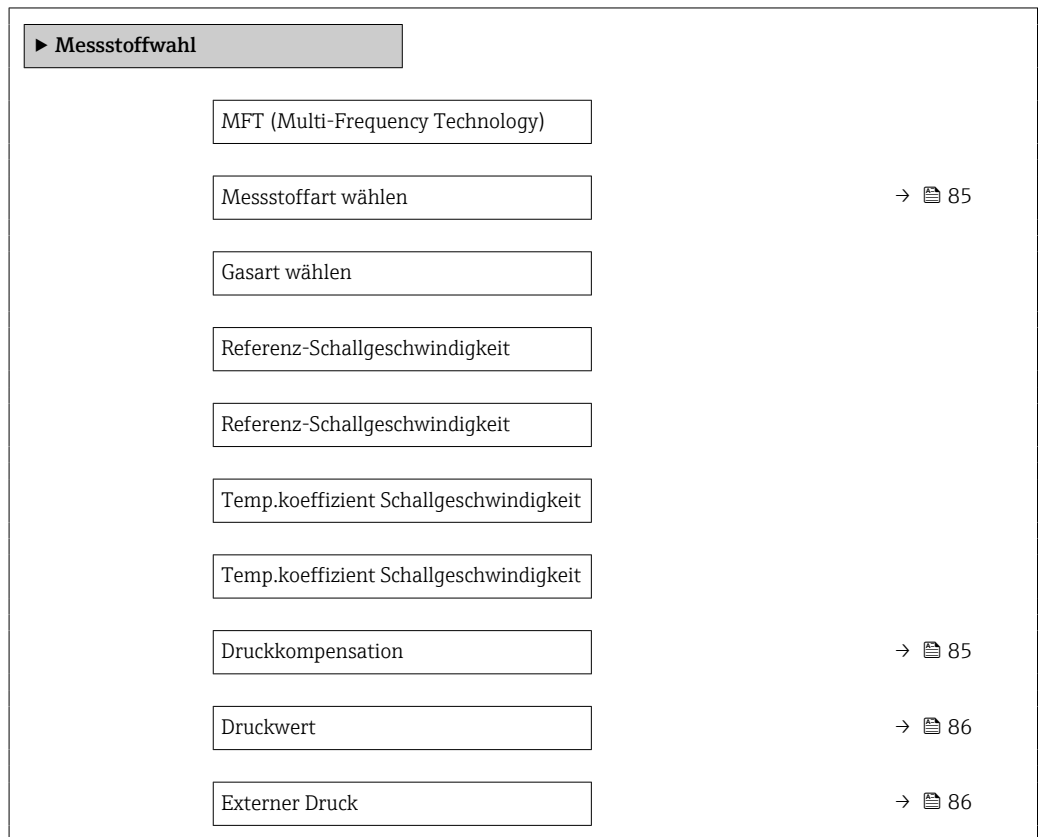 ► Messstoffwahl
MFT (Multi-Frequency Technology)
Messstoffart wählen → 85
Gasart wählen
Referenz-Schallgeschwindigkeit
Referenz-Schallgeschwindigkeit
Temp.koeffizient Schallgeschwindigkeit
Temp.koeffizient Schallgeschwindigkeit
Druckkompensation → 85
Druckwert → 86
Externer Druck → 86